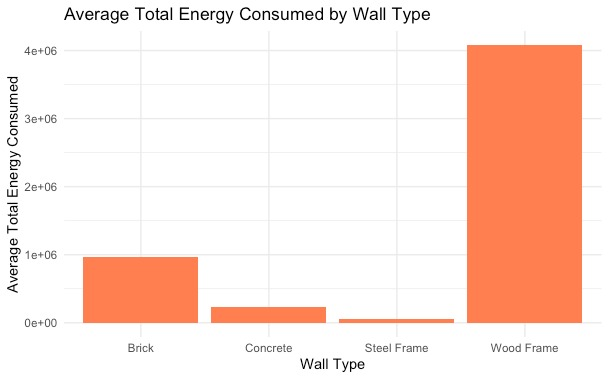 Average Total Energy Consumed by Wall Type
Average Total Energy Consumed
4e+06
3e+06
2e+06
1e+06
0e+00
Brick Concrete Steel Frame Wood Frame
Wall Type